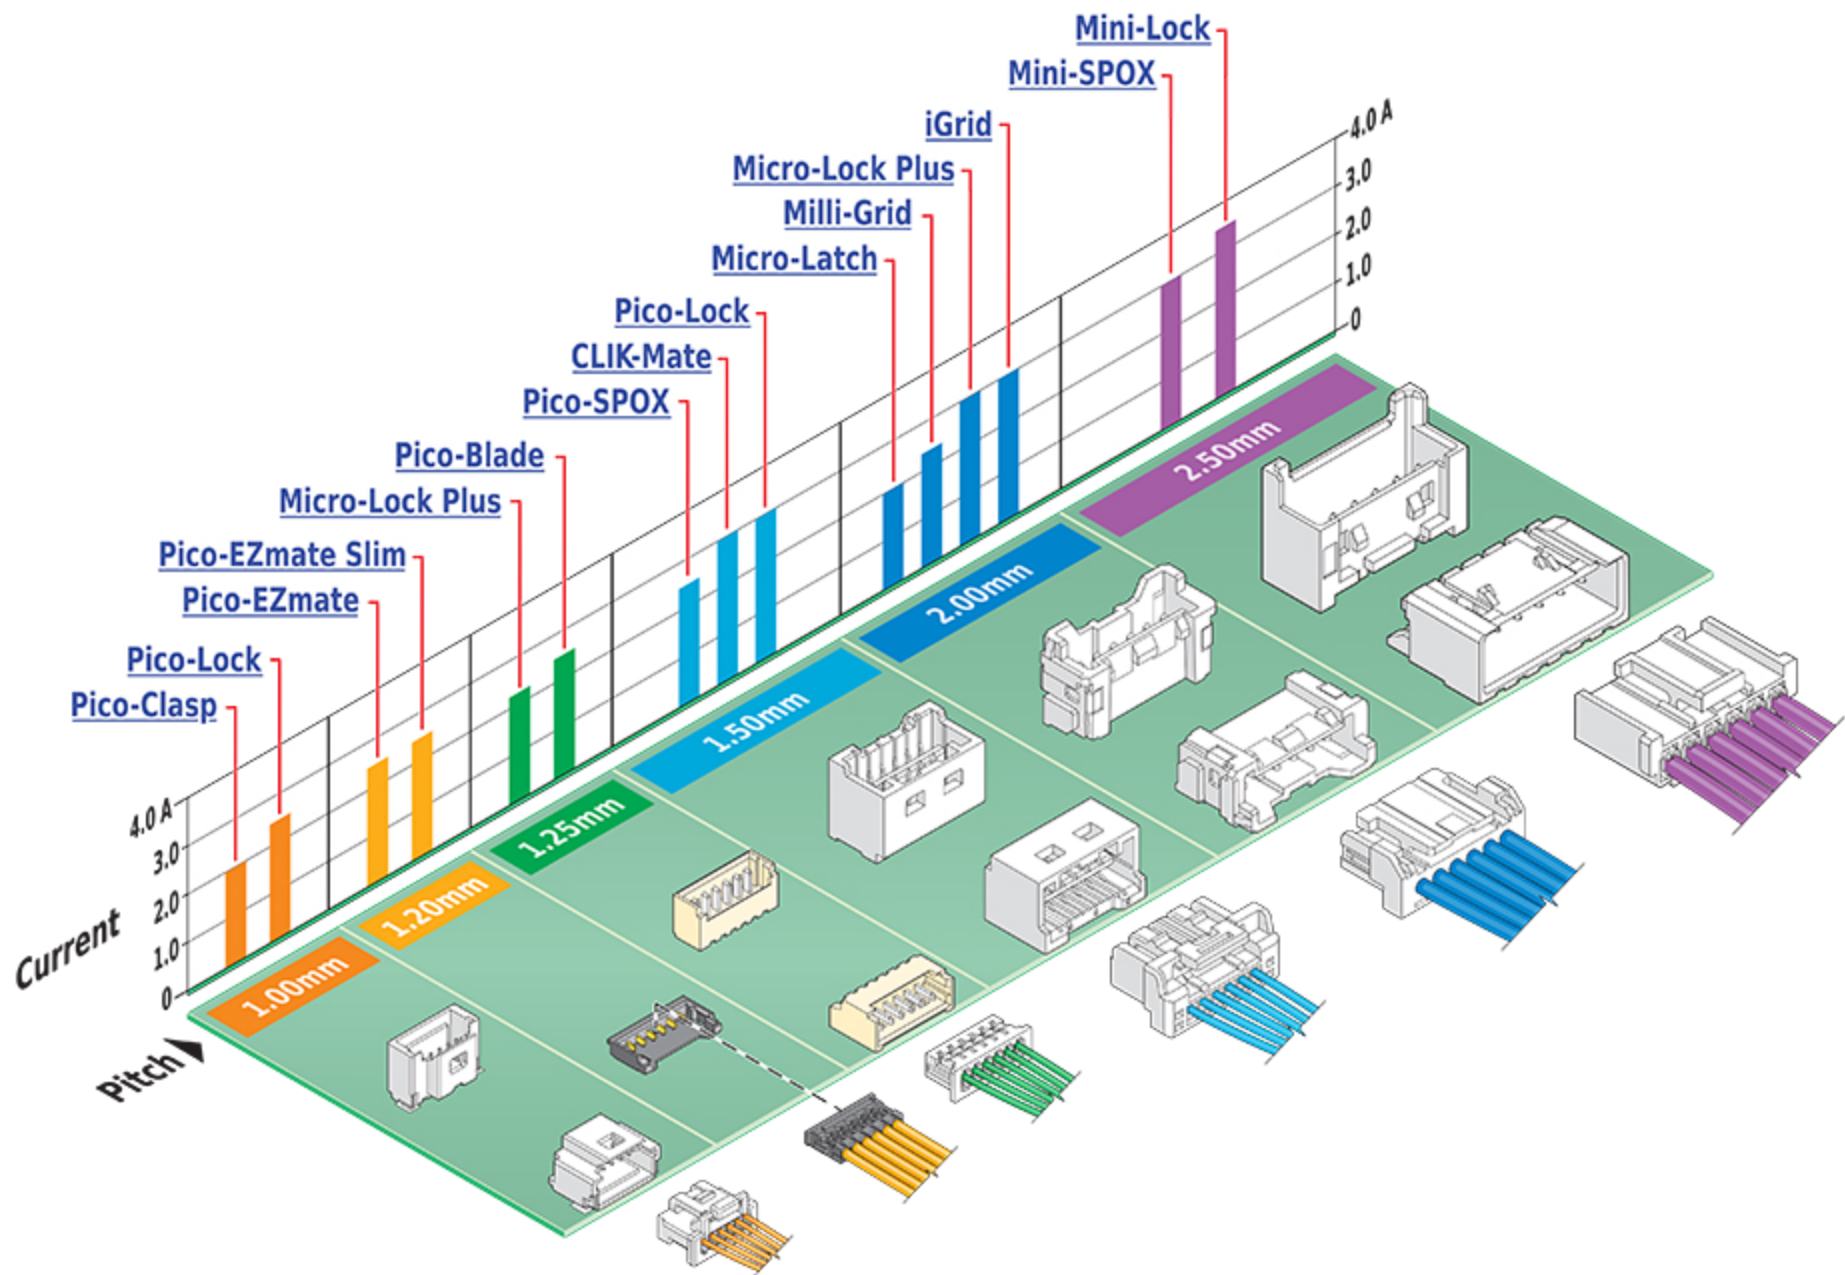 Mini-Lock
Mini-SPOX
iGrid
Micro-Lock Plus
Milli-Grid
Micro-Latch
Pico-Lock
CLIK-Mate
Pico-SPOX
Pico-Blade
Micro-Lock Plus
Pico-EZmate Slim
Pico-EZmate
Pico-Lock
Pico-Clasp
4.0 A
3.0
2.0
1.0
0
4.0 A
3.0
2.0
1.0
0
Current
Pitch
1.00mm
1.20mm
1.25mm
1.50mm
2.00mm
2.50mm